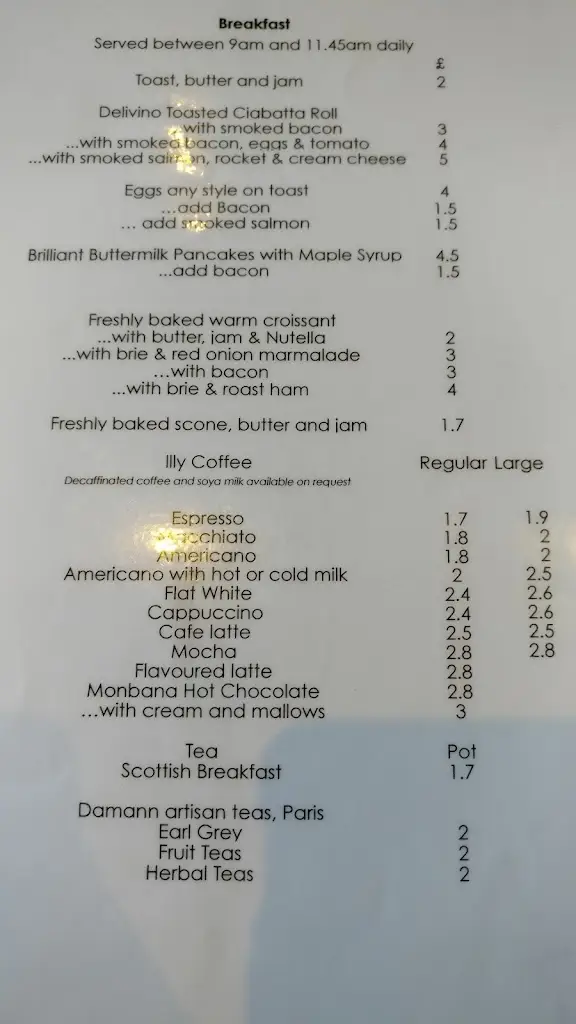 Breakfast
Served between 9am and 11.45am daily
£
Toast, butter and jam 2
Delivino Toasted Ciabatta Roll
...with smoked bacon 3
...with smoked bacon, eggs & tomato 4
...with smoked salmon, rocket & cream cheese 5
Eggs any style on toast 4
...add Bacon 1.5
... add smoked salmon 1.5
Brilliant Buttermilk Pancakes with Maple Syrup 4.5
...add bacon 1.5
Freshly baked warm croissant
...with butter, jam & Nutella 2
...with brie & red onion marmalade 3
...with bacon 3
...with brie & roast ham 4
Freshly baked scone, butter and jam 1.7
Illy Coffee Regular Large
Decaffinated coffee and soya milk available on request
Espresso 1.7 1.9
Macchiato 1.8 2
Americano 1.8 2
Americano with hot or cold milk 2 2.5
Flat White 2.4 2.6
Cappuccino 2.4 2.6
Cafe latte 2.5 2.5
Mocha 2.8 2.8
Flavoured latte 2.8
Monbana Hot Chocolate 2.8
...with cream and mallows 3
Tea Pot
Scottish Breakfast 1.7
Damann artisan teas, Paris
Earl Grey 2
Fruit Teas 2
Herbal Teas 2